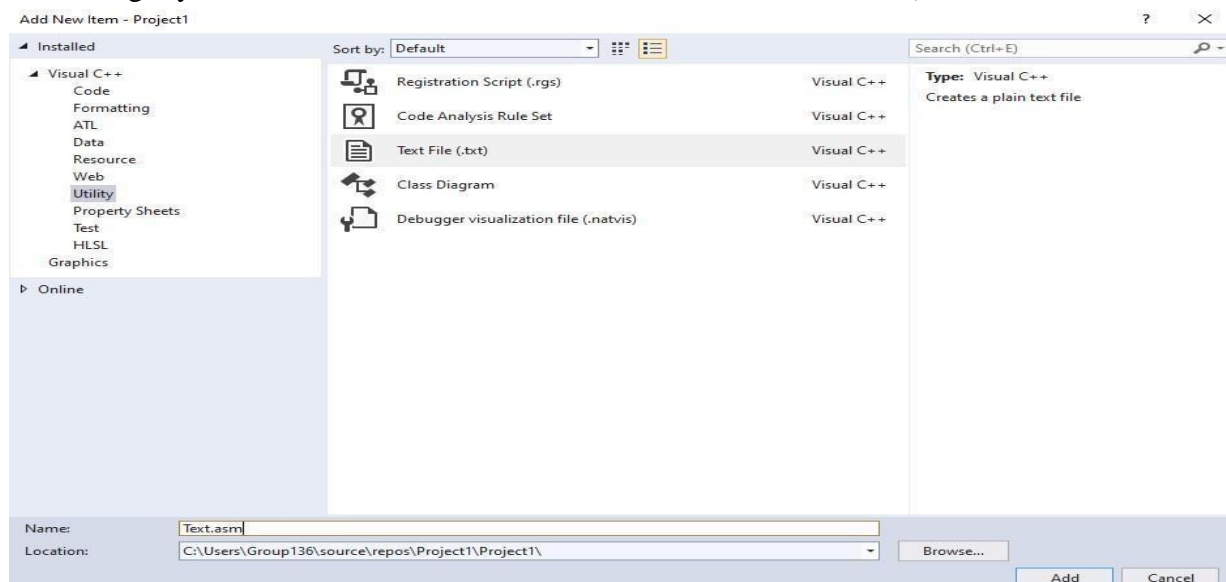 Add New Item - Project1
? ×
Installed
Sort by: Default
Search (Ctrl+E)
Visual C++
Code
Formatting
ATL
Data
Resource
Web
Utility
Property Sheets
Test
HLSL
Graphics
Online
Registration Script (.rgs) Visual C++
Code Analysis Rule Set Visual C++
Text File (.txt) Visual C++
Class Diagram Visual C++
Debugger visualization file (.natvis) Visual C++
Type: Visual C++
Creates a plain text file
Name: Text.asm
Location: C:\Users\Group136\source\repos\Project1\Project1\
Browse...
Add Cancel